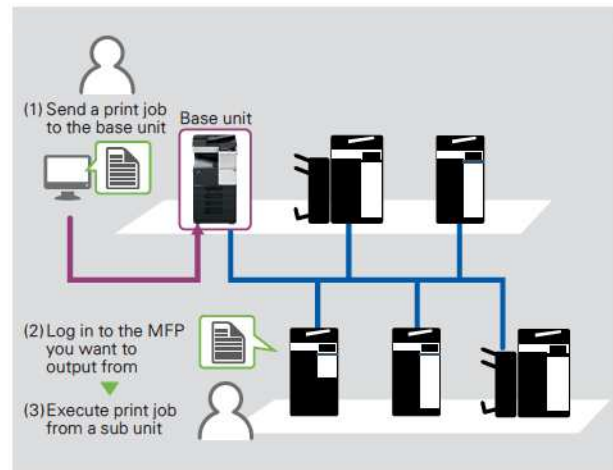 (1) Send a print job
to the base unit
Base unit
(2) Log in to the MFP
you want to
output from
(3) Execute print job
from a sub unit